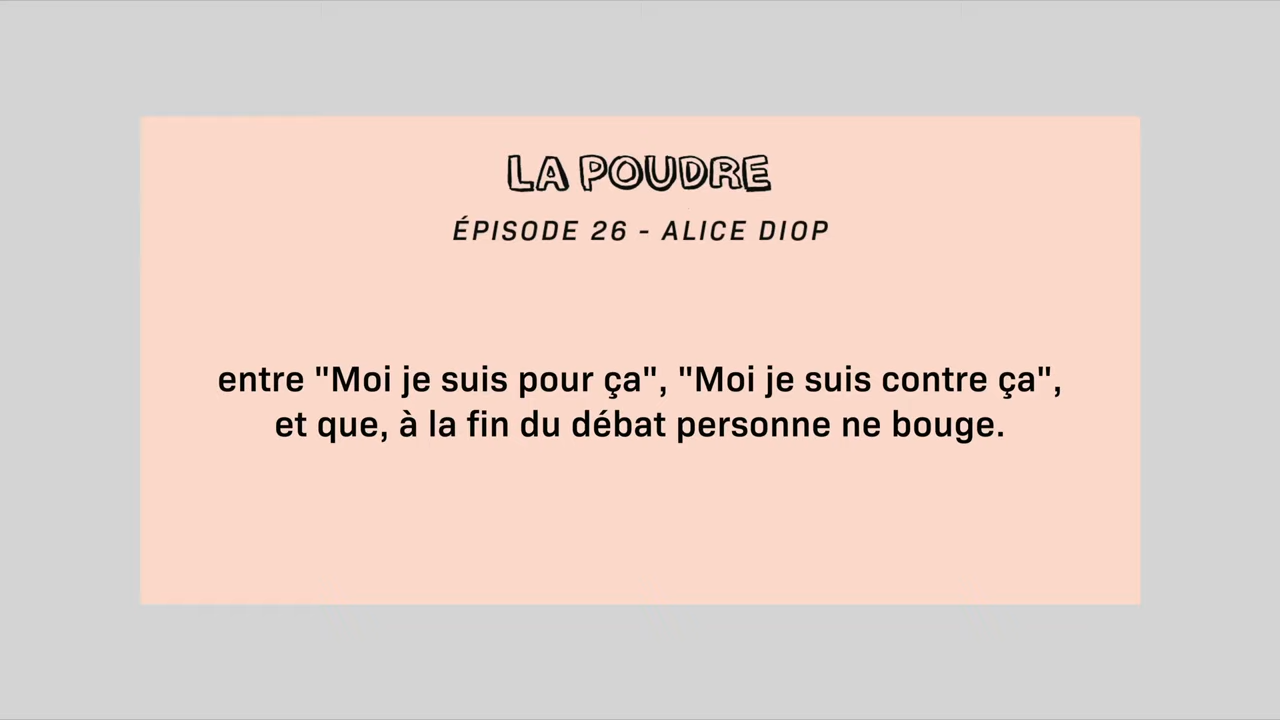 LA POUDRE
ÉPISODE 26 - ALICE DIOP
entre "Moi je suis pour ça", "Moi je suis contre ça",
et que, à la fin du débat personne ne bouge.